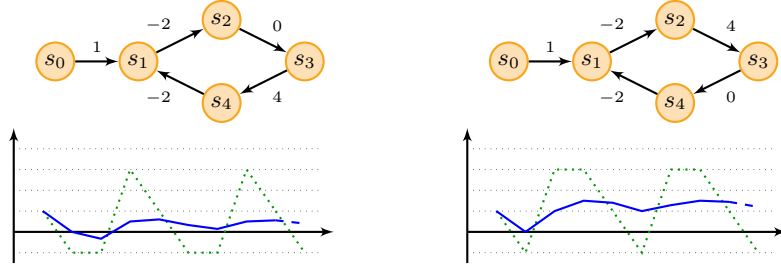 s₂ s₂
−2 0 −2 4
1 1
s₀ s₁ s₃ s₀ s₁ s₃
−2 4 −2 0
s₄ s₄